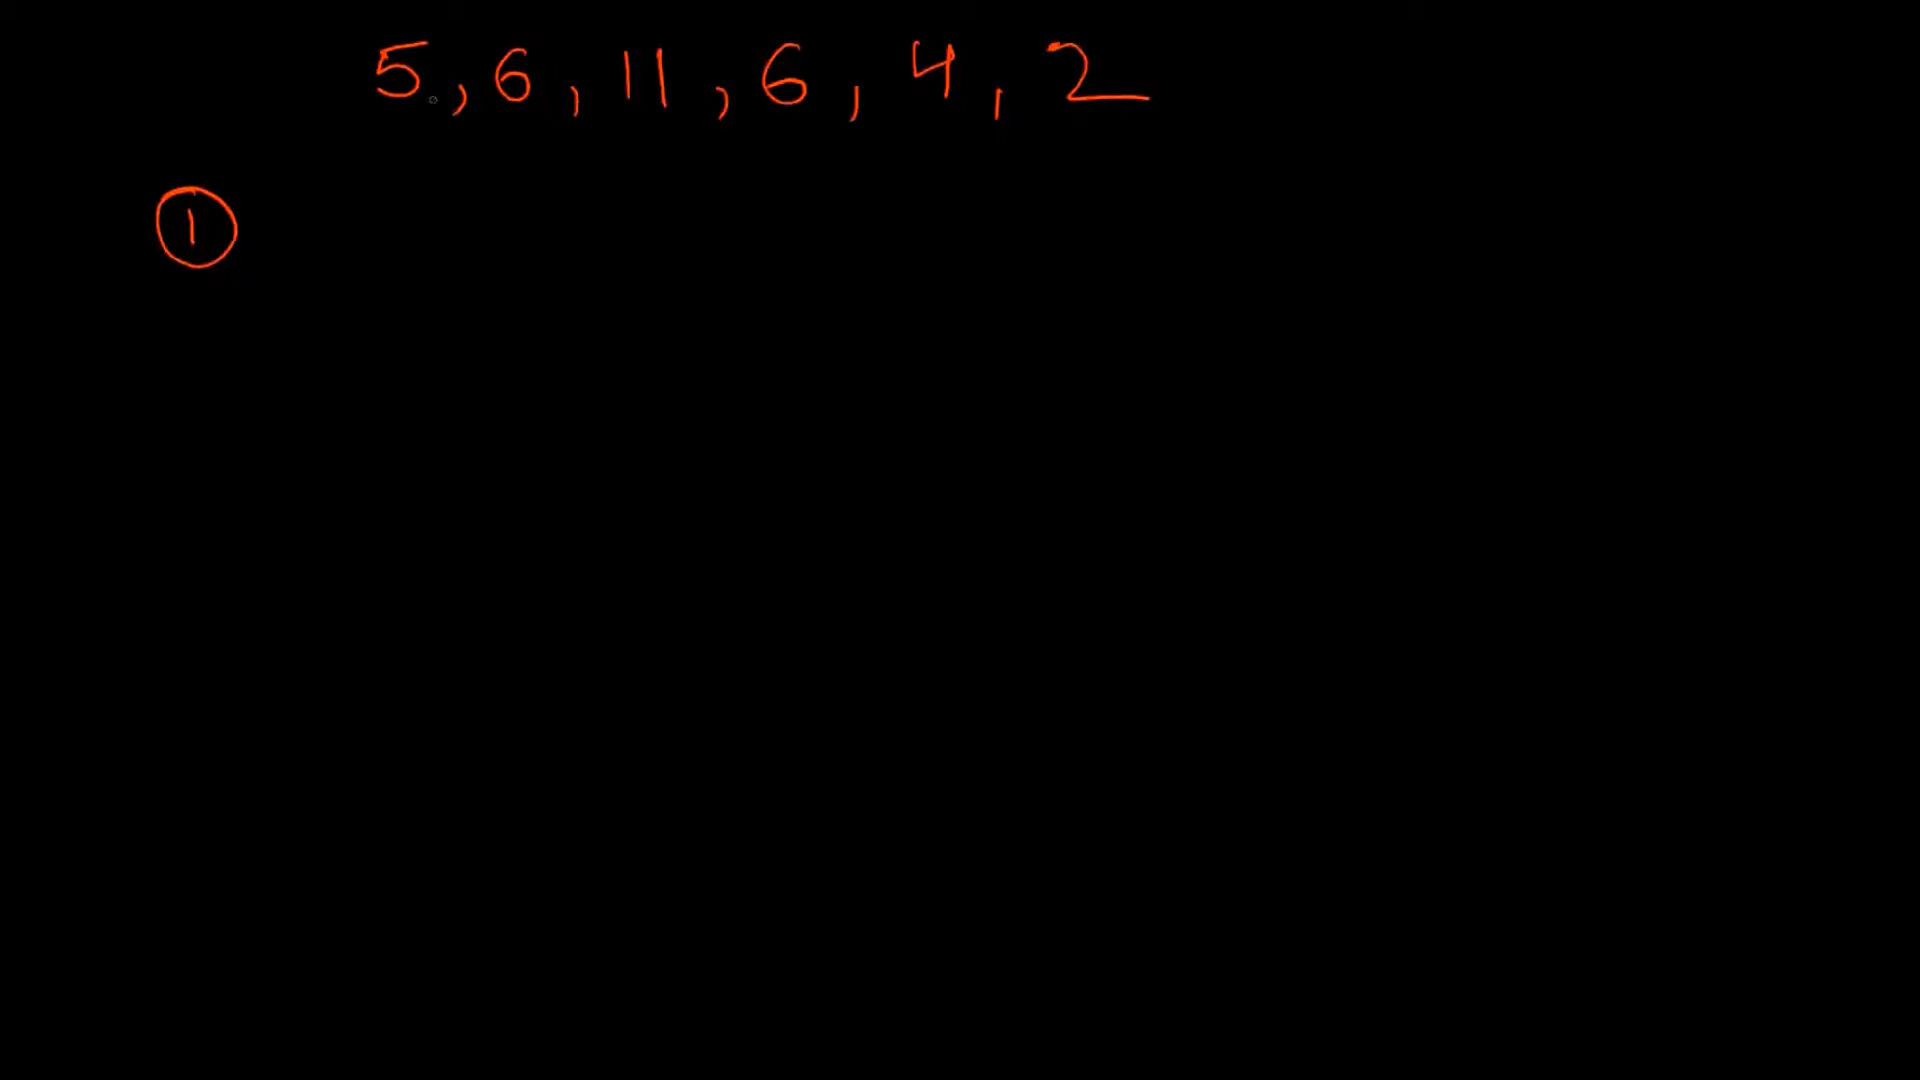 5, 6, 11, 6, 4, 2
1